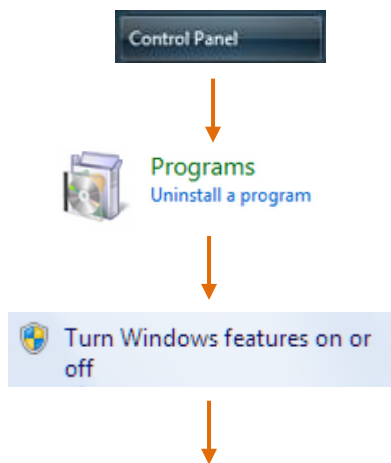 Control Panel
Programs
Uninstall a program
Turn Windows features on or
off